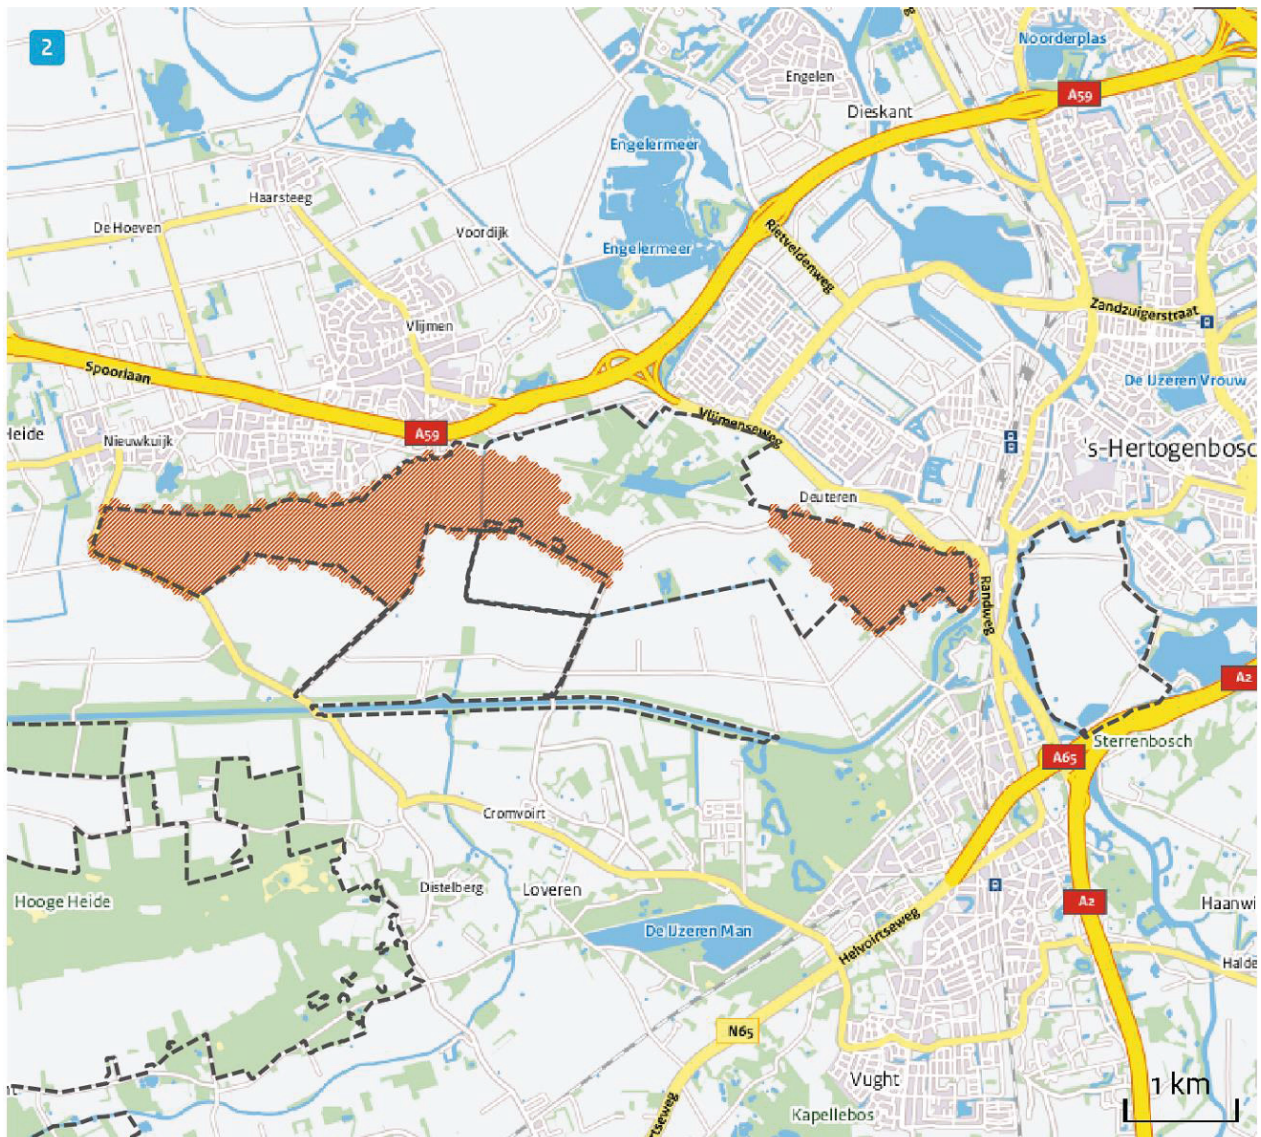 2
Noorderplas
Engelen
A59
Dieskant
Engelermeer
Haarsteeg
De Hoeven
Voordijk
Engelermeer
Rietveldenweg
Zandzuigerstraat
Vlijmen
Spoorlaan
De IJzeren Vrouw
Vlijmenseweg
A59
Heide
Nieuwkuijk
's-Hertogenbosc
Deuteren
Randweg
A2
Sterrenbosch
A65
Cromvoirt
Distelberg
Loveren
Hooge Heide
A2
Haanwi
De IJzeren Man
Helvoirtseweg
Halde
N65
Vught
1 km
Kapellebos
rtseweg